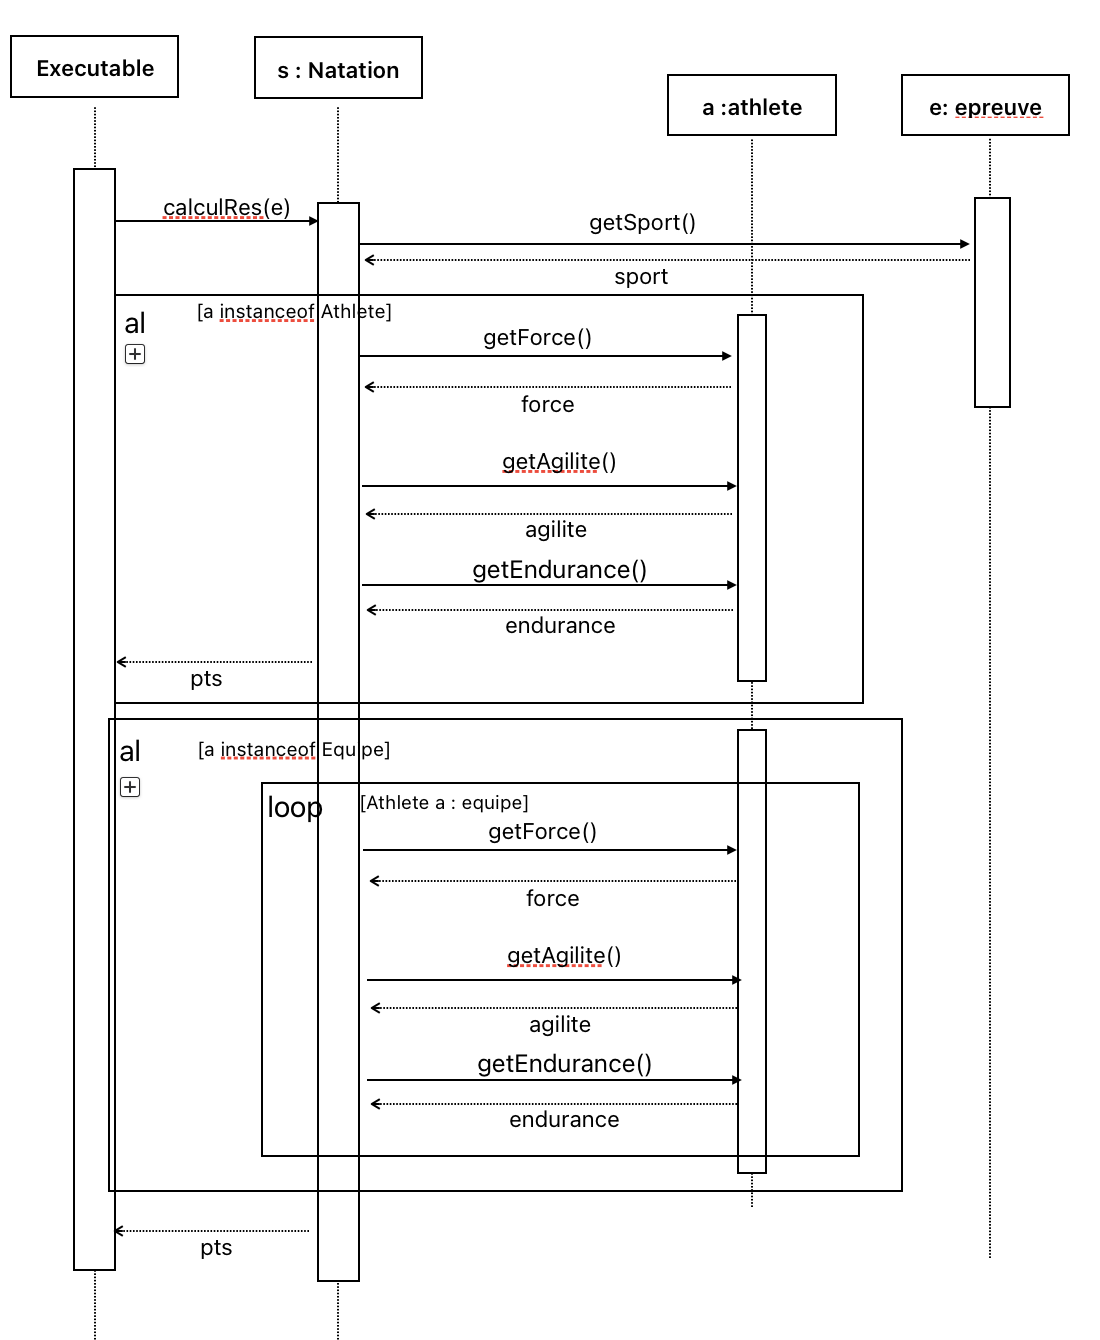 Executable
s : Natation
a :athlete
e: epreuve
calculRes(e)
getSport()
sport
al
[a instanceof Athlete]
getForce()
force
getAgilite()
agilite
getEndurance()
endurance
pts
al
[a instanceof Equipe]
loop
[Athlete a : equipe]
getForce()
force
getAgilite()
agilite
getEndurance()
endurance
pts